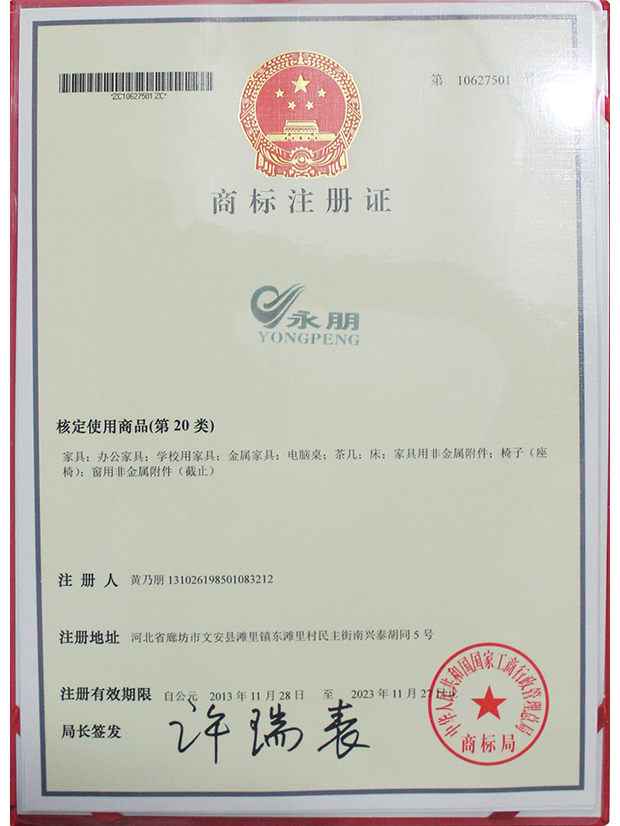 *ZC10627501ZC*
第 10627501 号
商标注册证
永朋
YONGPENG
核定使用商品(第 20 类)
家具；办公家具；学校用家具；金属家具；电脑桌；茶几；床；家具用非金属附件；椅子（座
椅）；窗用非金属附件（截止）
注 册 人 黄乃朋 131026198501083212
注册地址 河北省廊坊市文安县滩里镇东滩里村民主街南兴泰胡同 5 号
注册有效期限 自公元 2013 年 11 月 28 日 至 2023 年 11 月 27 日止
局长签发 许瑞表
中华人民共和国国家工商行政管理总局
商标局